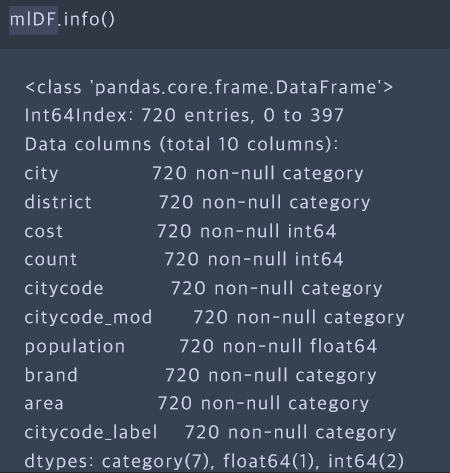 mlDF.info()
<class 'pandas.core.frame.DataFrame'>
Int64Index: 720 entries, 0 to 397
Data columns (total 10 columns):
city 720 non-null category
district 720 non-null category
cost 720 non-null int64
count 720 non-null int64
citycode 720 non-null category
citycode_mod 720 non-null category
population 720 non-null float64
brand 720 non-null category
area 720 non-null category
citycode_label 720 non-null category
dtypes: category(7), float64(1), int64(2)